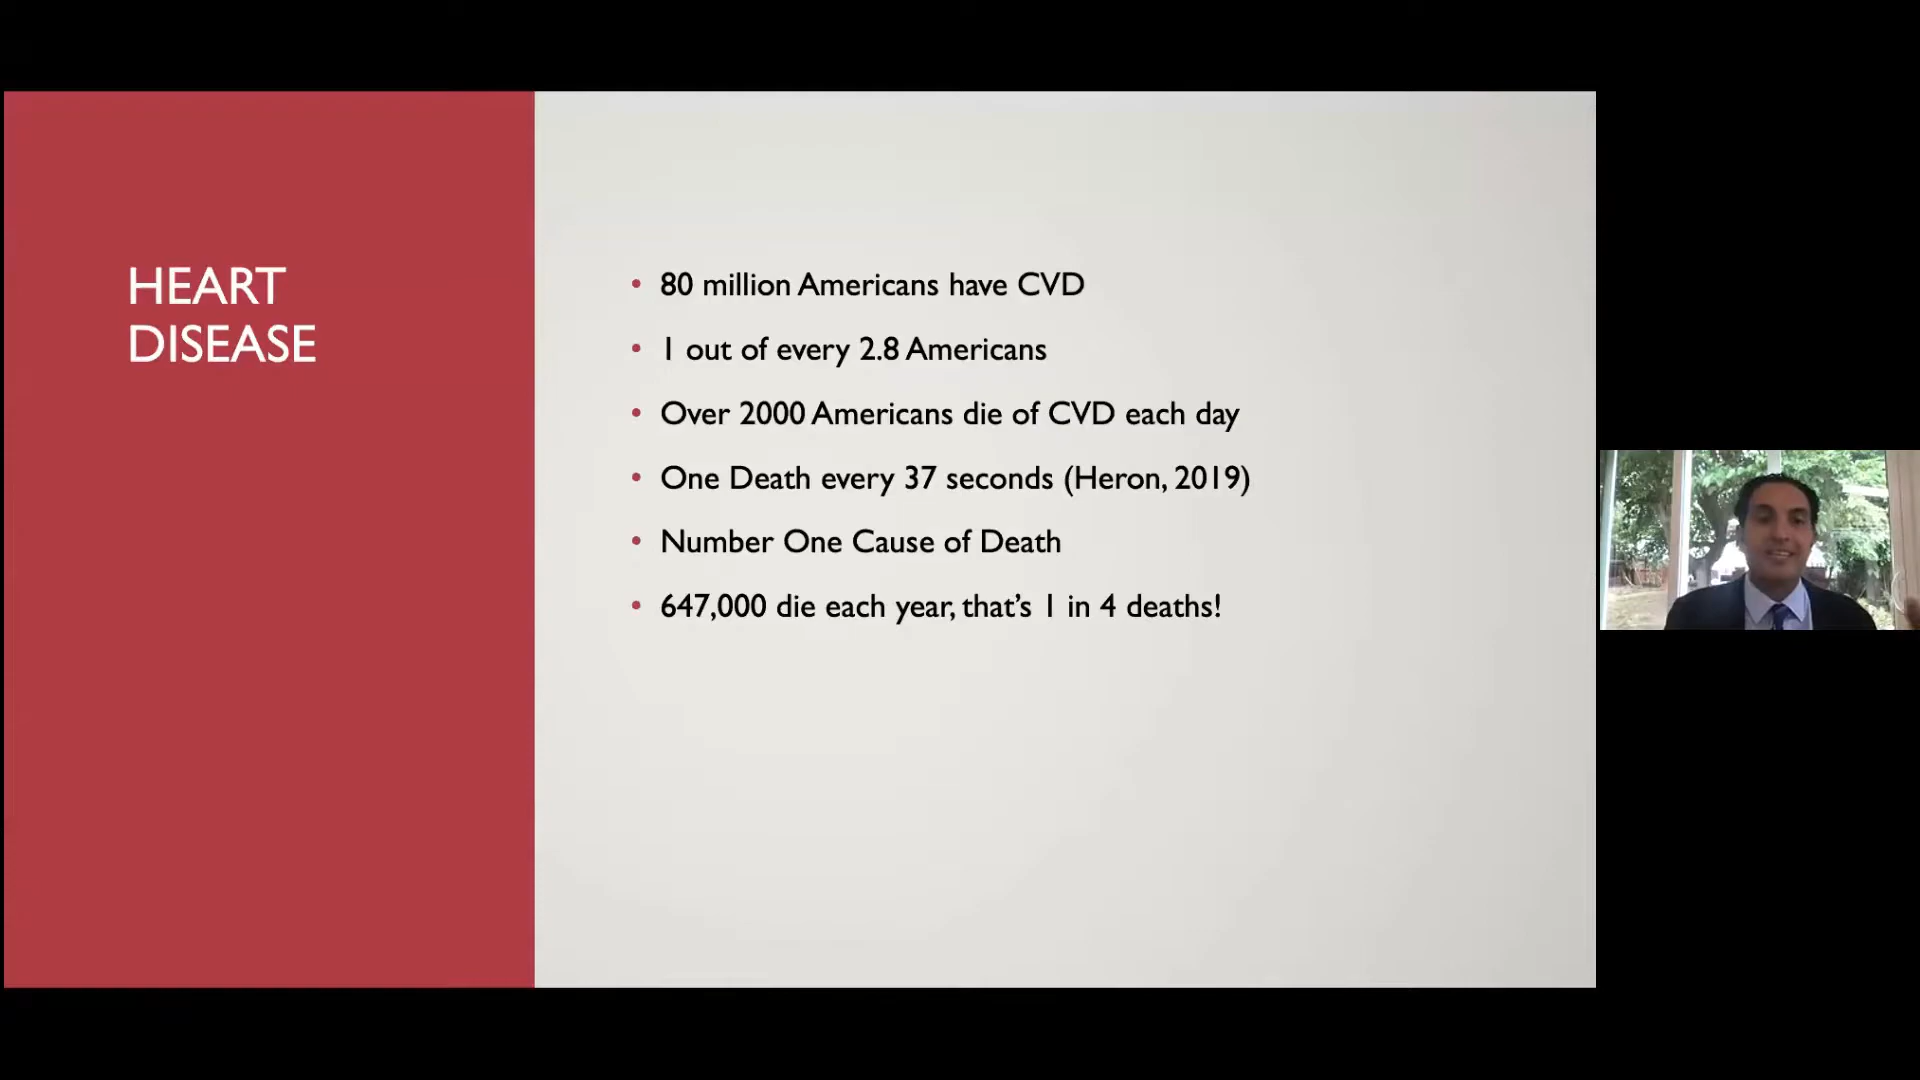 HEART
DISEASE
• 80 million Americans have CVD
• 1 out of every 2.8 Americans
• Over 2000 Americans die of CVD each day
• One Death every 37 seconds (Heron, 2019)
• Number One Cause of Death
• 647,000 die each year, that’s 1 in 4 deaths!